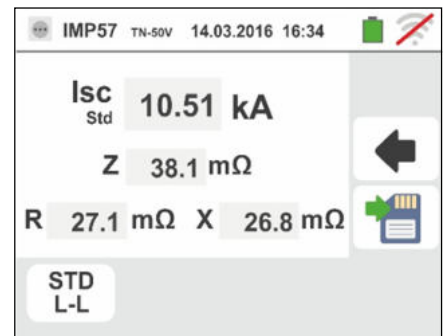 IMP57 TN-50V 14.03.2016 16:34
Isc 10.51 kA
Std
Z 38.1 mΩ
R 27.1 mΩ X 26.8 mΩ
STD
L-L